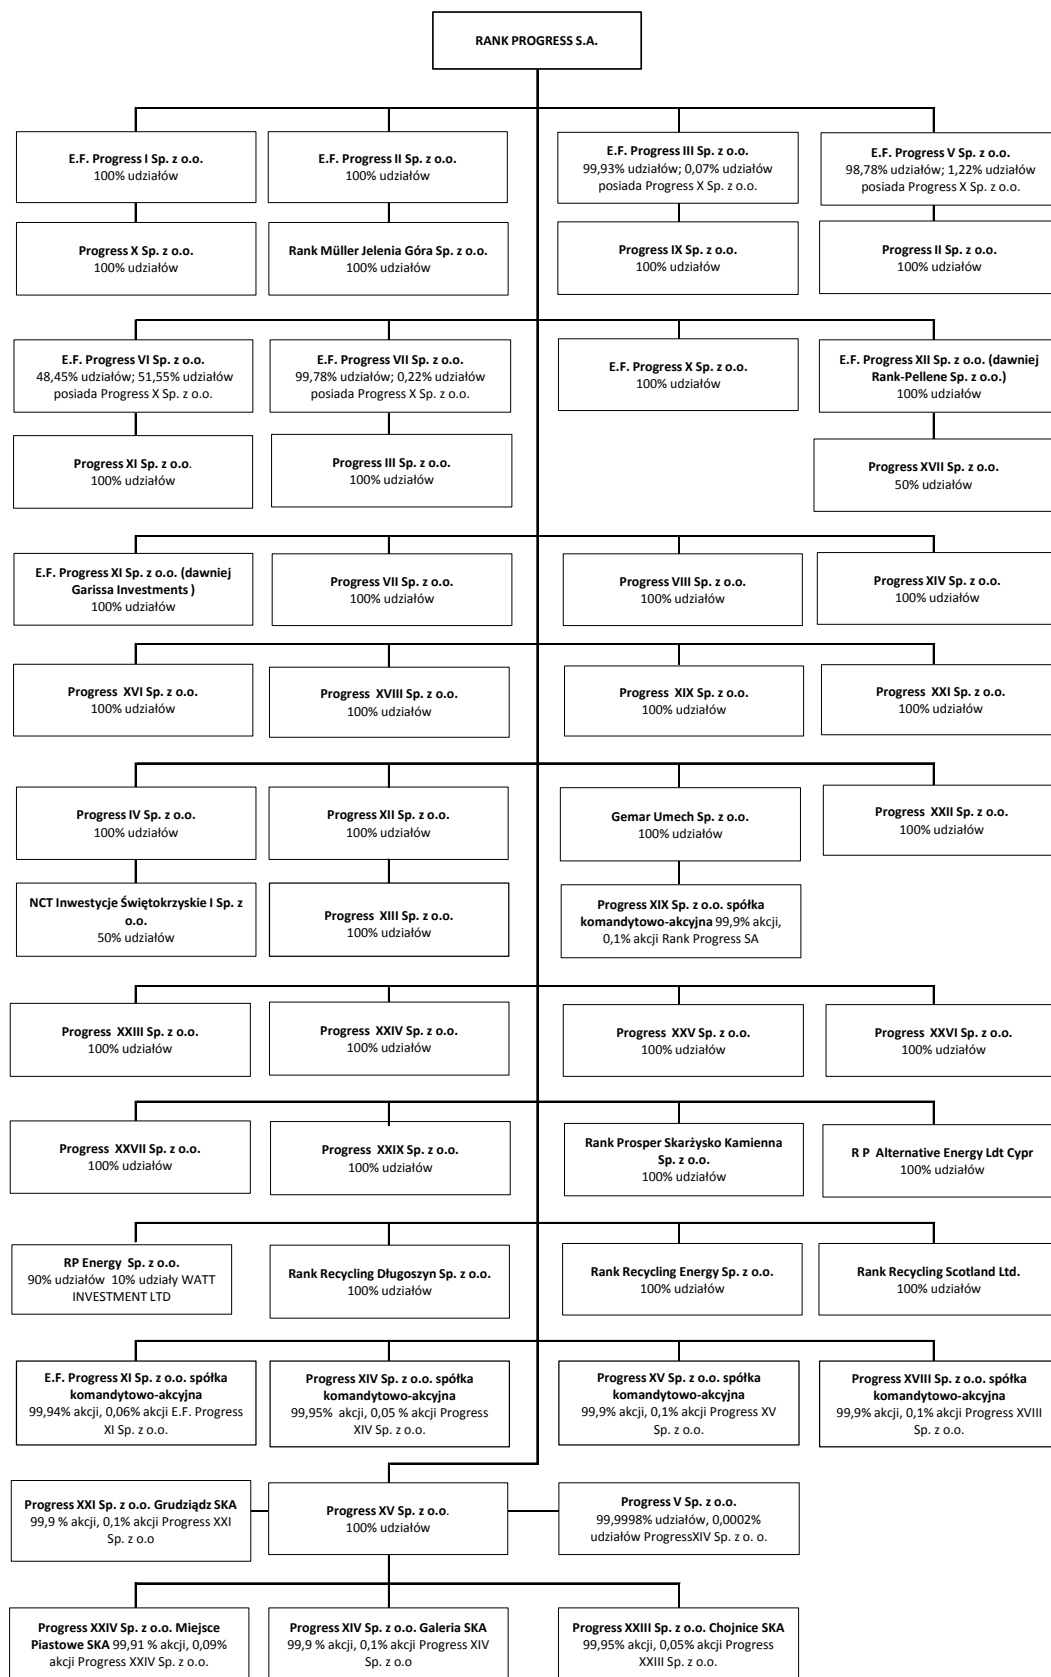 RANK PROGRESS S.A.
E.F. Progress I Sp. z o.o.
100% udziałów
E.F. Progress II Sp. z o.o.
100% udziałów
E.F. Progress III Sp. z o.o.
99,93% udziałów; 0,07% udziałów
posiada Progress X Sp. z o.o.
E.F. Progress V Sp. z o.o.
98,78% udziałów; 1,22% udziałów
posiada Progress X Sp. z o.o.
Progress X Sp. z o.o.
100% udziałów
Rank Müller Jelenia Góra Sp. z o.o.
100% udziałów
Progress IX Sp. z o.o.
100% udziałów
Progress II Sp. z o.o.
100% udziałów
E.F. Progress VI Sp. z o.o.
48,45% udziałów; 51,55% udziałów
posiada Progress X Sp. z o.o.
E.F. Progress VII Sp. z o.o.
99,78% udziałów; 0,22% udziałów
posiada Progress X Sp. z o.o.
E.F. Progress X Sp. z o.o.
100% udziałów
E.F. Progress XII Sp. z o.o. (dawniej
Rank-Pellene Sp. z o.o.)
100% udziałów
Progress XI Sp. z o.o.
100% udziałów
Progress III Sp. z o.o.
100% udziałów
Progress XVII Sp. z o.o.
50% udziałów
E.F. Progress XI Sp. z o.o. (dawniej
Garissa Investments )
100% udziałów
Progress VII Sp. z o.o.
100% udziałów
Progress VIII Sp. z o.o.
100% udziałów
Progress XIV Sp. z o.o.
100% udziałów
Progress XVI Sp. z o.o.
100% udziałów
Progress XVIII Sp. z o.o.
100% udziałów
Progress XIX Sp. z o.o.
100% udziałów
Progress XXI Sp. z o.o.
100% udziałów
Progress IV Sp. z o.o.
100% udziałów
Progress XII Sp. z o.o.
100% udziałów
Gemar Umech Sp. z o.o.
100% udziałów
Progress XXII Sp. z o.o.
100% udziałów
NCT Inwestycje Świętokrzyskie I Sp. z
o.o.
50% udziałów
Progress XIII Sp. z o.o.
100% udziałów
Progress XIX Sp. z o.o. spółka
komandytowo-akcyjna 99,9% akcji,
0,1% akcji Rank Progress SA
Progress XXIII Sp. z o.o.
100% udziałów
Progress XXIV Sp. z o.o.
100% udziałów
Progress XXV Sp. z o.o.
100% udziałów
Progress XXVI Sp. z o.o.
100% udziałów
Progress XXVII Sp. z o.o.
100% udziałów
Progress XXIX Sp. z o.o.
100% udziałów
Rank Prosper Skarżysko Kamienna
Sp. z o.o.
100% udziałów
R P Alternative Energy Ldt Cypr
100% udziałów
RP Energy Sp. z o.o.
90% udziałów 10% udziały WATT
INVESTMENT LTD
Rank Recycling Długoszyn Sp. z o.o.
100% udziałów
Rank Recycling Energy Sp. z o.o.
100% udziałów
Rank Recycling Scotland Ltd.
100% udziałów
E.F. Progress XI Sp. z o.o. spółka
komandytowo-akcyjna
99,94% akcji, 0,06% akcji E.F. Progress
XI Sp. z o.o.
Progress XIV Sp. z o.o. spółka
komandytowo-akcyjna
99,95% akcji, 0,05 % akcji Progress
XIV Sp. z o.o.
Progress XV Sp. z o.o. spółka
komandytowo-akcyjna
99,9% akcji, 0,1% akcji Progress XV
Sp. z o.o.
Progress XVIII Sp. z o.o. spółka
komandytowo-akcyjna
99,9% akcji, 0,1% akcji Progress XVIII
Sp. z o.o.
Progress XXI Sp. z o.o. Grudziądz SKA
99,9 % akcji, 0,1% akcji Progress XXI
Sp. z o.o
Progress XV Sp. z o.o.
100% udziałów
Progress V Sp. z o.o.
99,9998% udziałów, 0,0002%
udziałów ProgressXIV Sp. z o. o.
Progress XXIV Sp. z o.o. Miejsce
Piastowe SKA 99,91 % akcji, 0,09%
akcji Progress XXIV Sp. z o.o.
Progress XIV Sp. z o.o. Galeria SKA
99,9 % akcji, 0,1% akcji Progress XIV
Sp. z o.o
Progress XXIII Sp. z o.o. Chojnice SKA
99,95% akcji, 0,05% akcji Progress
XXIII Sp. z o.o.